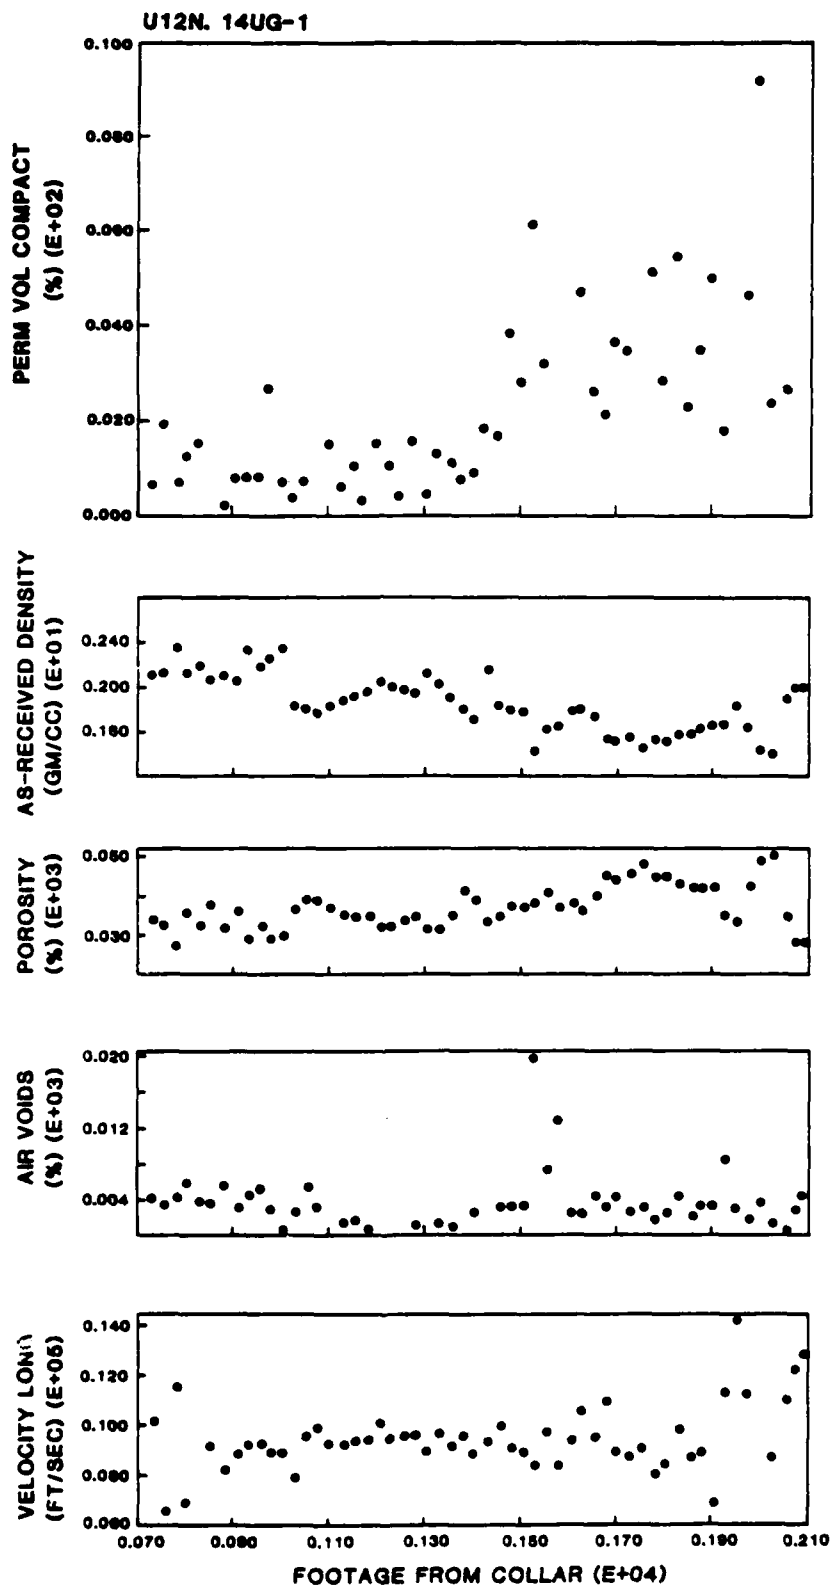 U12N. 14UG-1
PERM VOL COMPACT
(%) (E+02)
0.100
0.080
0.060
0.040
0.020
0.000
AS-RECEIVED DENSITY
(GM/CC) (E+01)
0.240
0.200
0.160
POROSITY
(%) (E+03)
0.050
0.030
AIR VOIDS
(%) (E+03)
0.020
0.012
0.004
VELOCITY LONG
(FT/SEC) (E+05)
0.140
0.120
0.100
0.080
0.060
0.070 0.090 0.110 0.130 0.150 0.170 0.190 0.210
FOOTAGE FROM COLLAR (E+04)